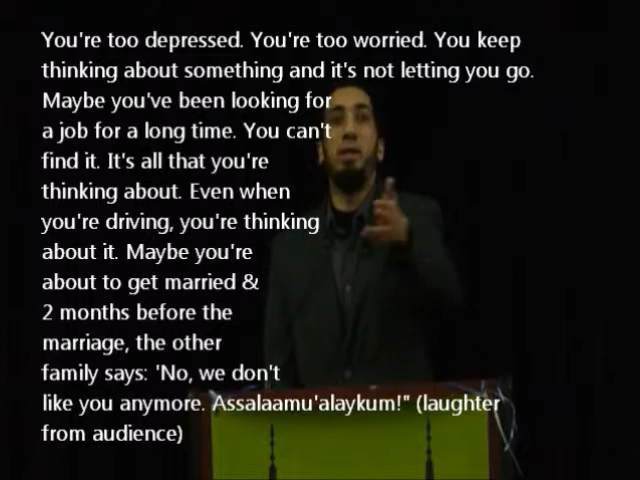 You're too depressed. You're too worried. You keep
thinking about something and it's not letting you go.
Maybe you've been looking for
a job for a long time. You can't
find it. It's all that you're
thinking about. Even when
you're driving, you're thinking
about it. Maybe you're
about to get married &
2 months before the
marriage, the other
family says: 'No, we don't
like you anymore. Assalaamu'alaykum!" (laughter
from audience)